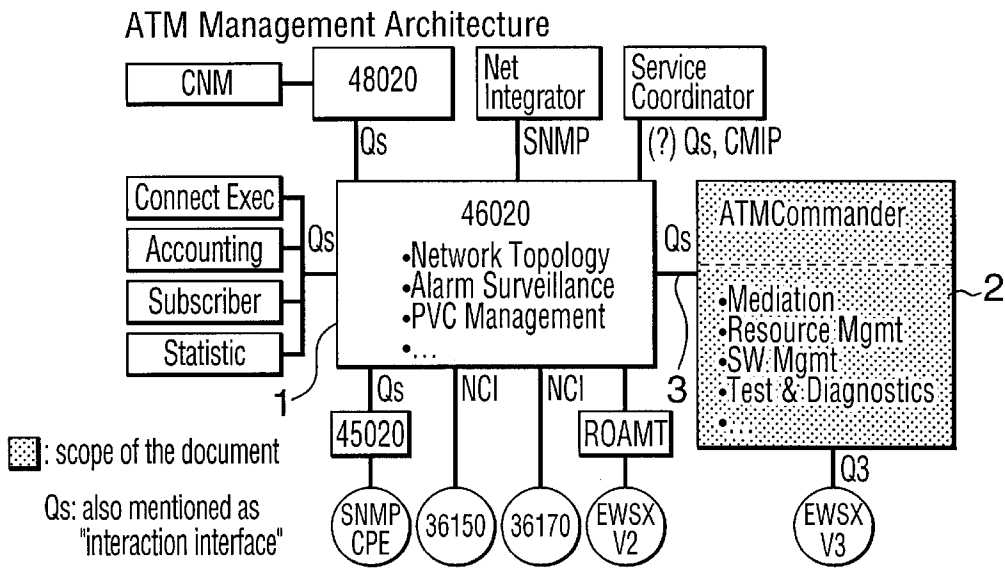 ATM Management Architecture
CNM
48020
Net
Integrator
Service
Coordinator
Qs
SNMP
(?) Qs, CMIP
Connect Exec
Accounting
Subscriber
Statistic
Qs
46020
•Network Topology
•Alarm Surveillance
•PVC Management
•...
Qs
ATMCommander
•Mediation
•Resource Mgmt
•SW Mgmt
•Test & Diagnostics
•...
1
2
3
Qs
NCI
NCI
45020
ROAMT
Q3
: scope of the document
Qs: also mentioned as
"interaction interface"
SNMP
CPE
36150
36170
EWSX
V2
EWSX
V3